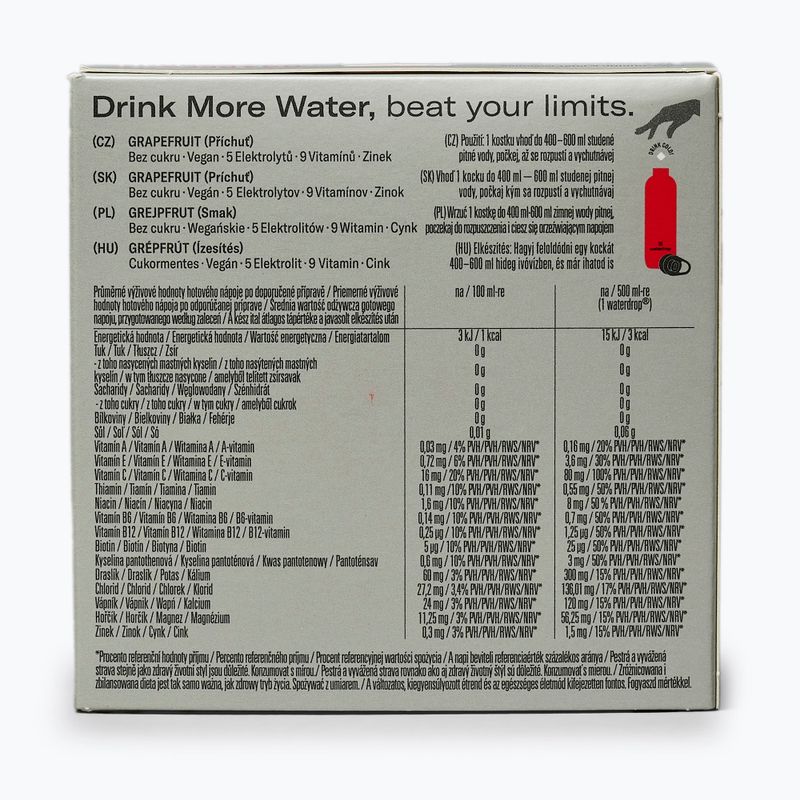 Drink More Water, beat your limits.
DRINK COLD!
(CZ) GRAPEFRUIT (Příchuť)
Bez cukru · Vegan · 5 Elektrolytů · 9 Vitamínů · Zinek
(CZ) Použití: 1 kostku vhoď do 400–600 ml studené
pitné vody, počkej, až se rozpustí a vychutnávej
(SK) GRAPEFRUIT (Príchuť)
Bez cukru · Vegán · 5 Elektrolytov · 9 Vitamínov · Zinok
(SK) Vhoď 1 kocku do 400 ml — 600 ml studenej pitnej
vody, počkaj kým sa rozpustí a vychutnávaj
(PL) GREJPFRUT (Smak)
Bez cukru · Wegańskie · 5 Elektrolitów · 9 Witamin · Cynk
(PL) Wrzuć 1 kostkę do 400 ml-600 ml zimnej wody pitnej,
poczekaj do rozpuszczenia i ciesz się orzeźwiającym napojem
(HU) GRÉPFRÚT (Ízesítés)
Cukormentes · Vegán · 5 Elektrolit · 9 Vitamin · Cink
(HU) Elkészítés: Hagyj feloldódni egy kockát
400–600 ml hideg ivóvízben, és már ihatod is
Průměrné výživové hodnoty hotového nápoje po doporučené přípravě / Priemerné výživové
hodnoty hotového nápoja po odporúčanej príprave / Średnia wartość odżywcza gotowego
napoju, przygotowanego według zaleceń / A kész ital átlagos tápértéke a javasolt elkészítés után
na / 100 ml-re
na / 500 ml-re
(1 waterdrop®)
Energetická hodnota / Energetická hodnota / Wartość energetyczna / Energiatartalom 3 kJ / 1 kcal 15 kJ / 3 kcal
Tuk / Tuk / Tłuszcz / Zsír 0 g 0 g
- z toho nasycených mastných kyselin / z toho nasýtených mastných
kyselín / w tym tłuszcze nasycone / amelyből telített zsírsavak 0 g 0 g
Sacharidy / Sacharidy / Węglowodany / Szénhidrát 0 g 0 g
- z toho cukry / z toho cukry / w tym cukry / amelyből cukrok 0 g 0 g
Bílkoviny / Bielkoviny / Białka / Fehérje 0 g 0 g
Sůl / Soľ / Sól / Só 0,01 g 0,06 g
Vitamín A / Vitamín A / Witamina A / A-vitamin 0,03 mg / 4% PVH/PVH/RWS/NRV* 0,16 mg / 20% PVH/PVH/RWS/NRV*
Vitamín E / Vitamín E / Witamina E / E-vitamin 0,72 mg / 6% PVH/PVH/RWS/NRV* 3,6 mg / 30% PVH/PVH/RWS/NRV*
Vitamín C / Vitamín C / Witamina C / C-vitamin 16 mg / 20% PVH/PVH/RWS/NRV* 80 mg / 100% PVH/PVH/RWS/NRV*
Thiamin / Tiamín / Tiamina / Tiamin 0,11 mg / 10% PVH/PVH/RWS/NRV* 0,55 mg / 50% PVH/PVH/RWS/NRV*
Niacin / Niacín / Niacyna / Niacin 1,6 mg / 10% PVH/PVH/RWS/NRV* 8 mg / 50 % PVH/PVH/RWS/NRV*
Vitamín B6 / Vitamín B6 / Witamina B6 / B6-vitamin 0,14 mg / 10% PVH/PVH/RWS/NRV* 0,7 mg / 50% PVH/PVH/RWS/NRV*
Vitamín B12 / Vitamín B12 / Witamina B12 / B12-vitamin 0,25 µg / 10% PVH/PVH/RWS/NRV* 1,25 µg / 50% PVH/PVH/RWS/NRV*
Biotin / Biotín / Biotyna / Biotin 5 µg / 10% PVH/PVH/RWS/NRV* 25 µg / 50% PVH/PVH/RWS/NRV*
Kyselina pantothenová / Kyselina pantoténová / Kwas pantotenowy / Pantoténsav 0,6 mg / 10% PVH/PVH/RWS/NRV* 3 mg / 50% PVH/PVH/RWS/NRV*
Draslík / Draslík / Potas / Kálium 60 mg / 3% PVH/PVH/RWS/NRV* 300 mg / 15% PVH/PVH/RWS/NRV*
Chlorid / Chlorid / Chlorek / Klorid 27,2 mg / 3,4% PVH/PVH/RWS/NRV* 136,01 mg / 17% PVH/PVH/RWS/NRV*
Vápník / Vápnik / Wapń / Kalcium 24 mg / 3% PVH/PVH/RWS/NRV* 120 mg / 15% PVH/PVH/RWS/NRV*
Hořčík / Horčík / Magnez / Magnézium 11,25 mg / 3% PVH/PVH/RWS/NRV* 56,25 mg / 15% PVH/PVH/RWS/NRV*
Zinek / Zinok / Cynk / Cink 0,3 mg / 3% PVH/PVH/RWS/NRV* 1,5 mg / 15% PVH/PVH/RWS/NRV*
*Procento referenční hodnoty příjmu / Percento referenčného príjmu / Procent referencyjnej wartości spożycia / A napi beviteli referenciaérték százalékos aránya / Pestrá a vyvážená
strava stejně jako zdravý životní styl jsou důležité. Konzumovat s mírou. / Pestrá a vyvážená strava rovnako ako aj zdravý životný štýl sú dôležité. Konzumovať s mierou. / Zróżnicowana i
zbilansowana dieta jest tak samo ważna, jak zdrowy tryb życia. Spożywać z umiarem. / A változatos, kiegyensúlyozott étrend és az egészséges életmód kifejezetten fontos. Fogyaszd mértékkel.